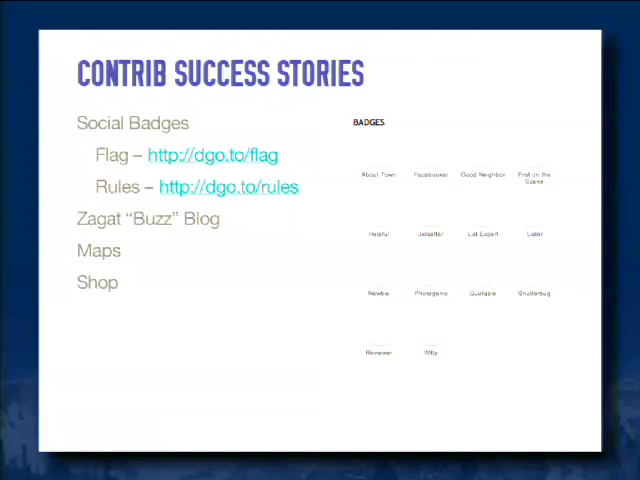 CONTRIB SUCCESS STORIES
Social Badges
Flag – http://dgo.to/flag
Rules – http://dgo.to/rules
Zagat “Buzz” Blog
Maps
Shop
BADGES
About Town Facebooker Good Neighbor First on the
Scene
Helpful Jetsetter List Expert Lister
Newbie Photogenic Quotable Shutterbug
Reviewer Witty